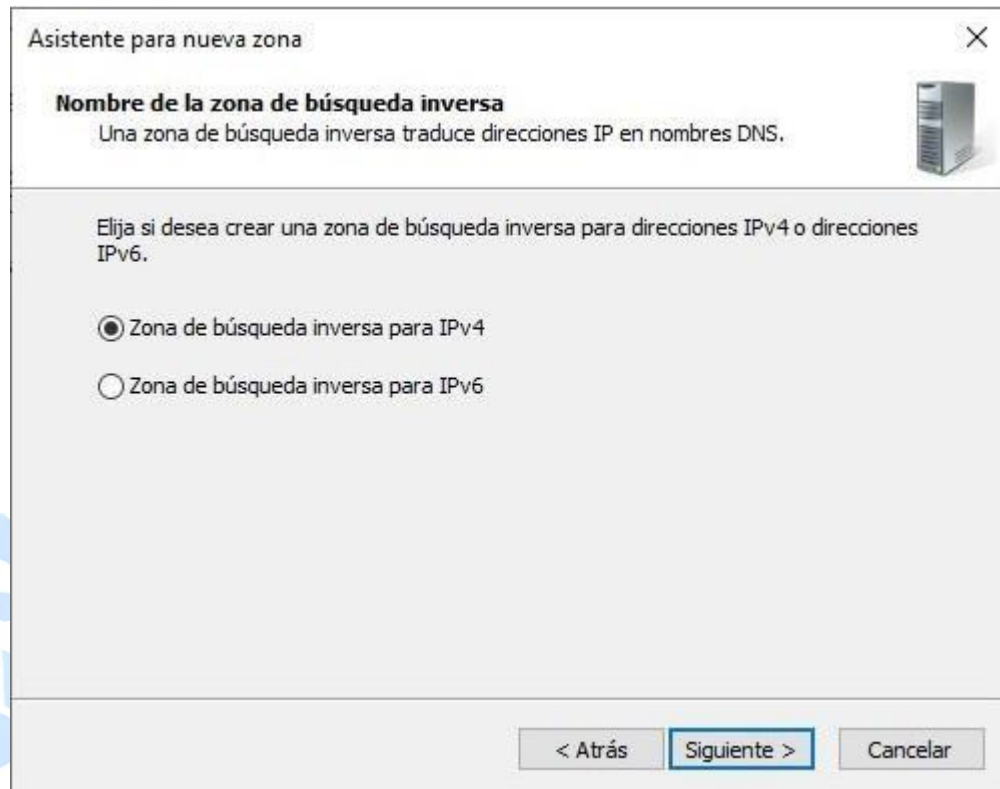 Asistente para nueva zona
Nombre de la zona de búsqueda inversa
Una zona de búsqueda inversa traduce direcciones IP en nombres DNS.
Elija si desea crear una zona de búsqueda inversa para direcciones IPv4 o direcciones
IPv6.
Zona de búsqueda inversa para IPv4
Zona de búsqueda inversa para IPv6
< Atrás
Siguiente >
Cancelar